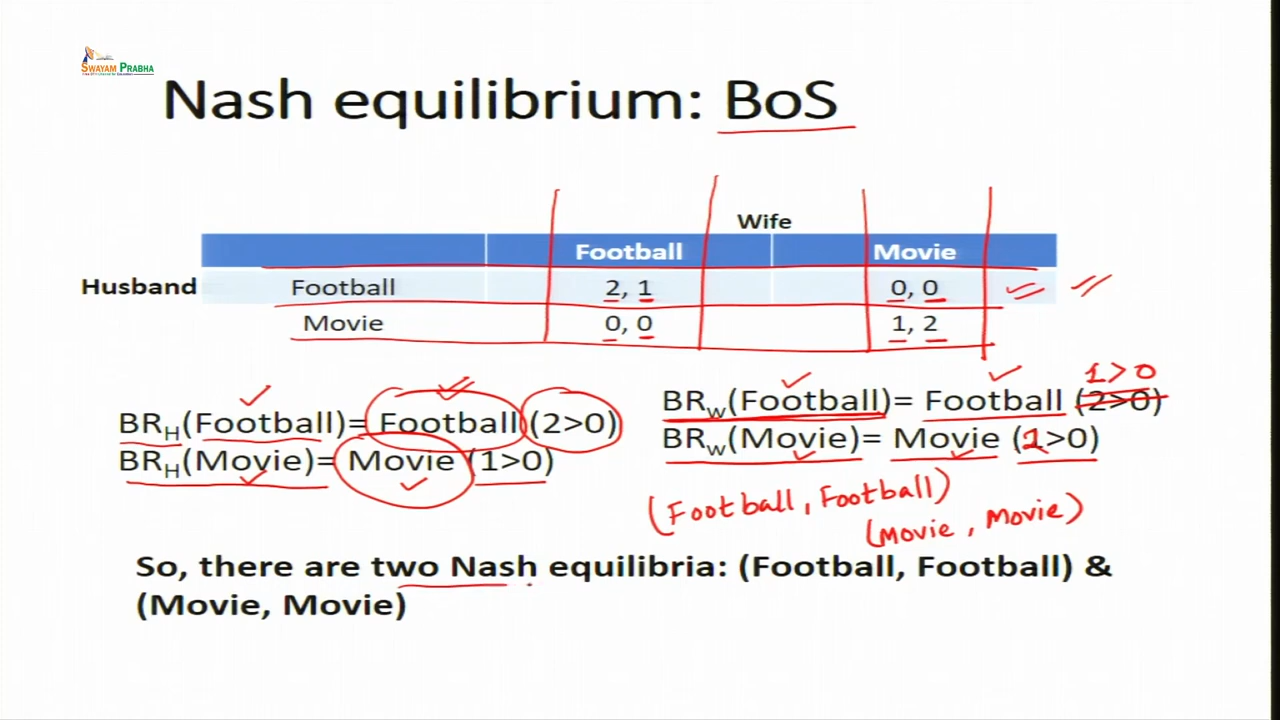 SWAYAM PRABHA
Nash equilibrium: BoS
Wife
Football Movie
Husband Football 2, 1 0, 0
Movie 0, 0 1, 2
1>0
BRH(Football)= Football (2>0) BRW(Football)= Football (2>0)
BRH(Movie)= Movie (1>0) BRW(Movie)= Movie (1>0)
(Football, Football)
(Movie, Movie)
So, there are two Nash equilibria: (Football, Football) &
(Movie, Movie)